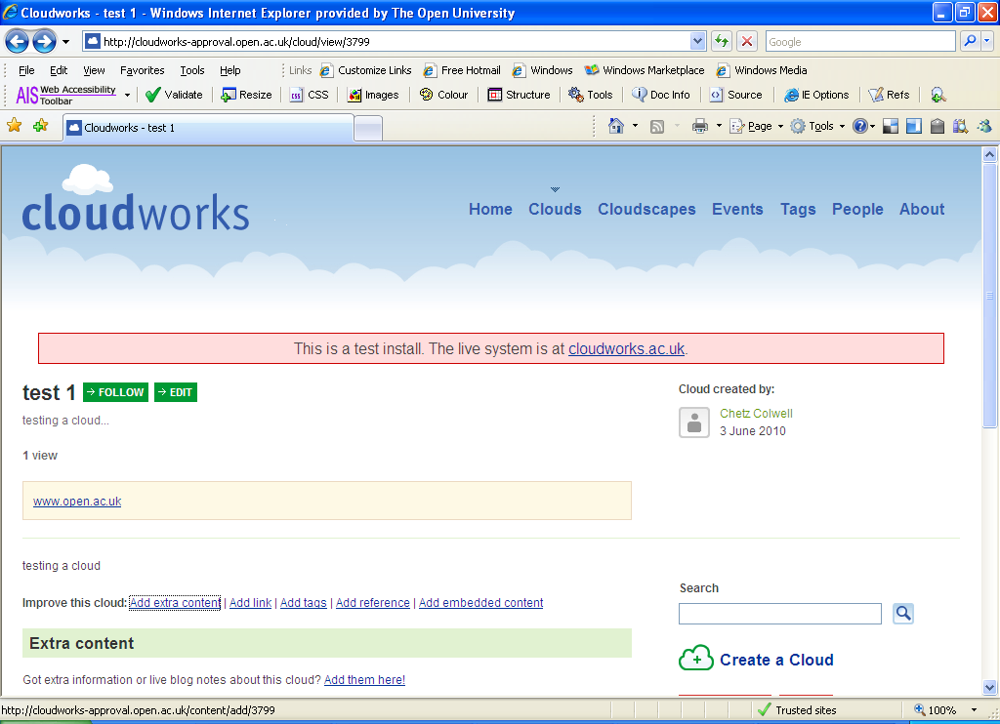 Cloudworks - test 1 - Windows Internet Explorer provided by The Open University
http://cloudworks-approval.open.ac.uk/cloud/view/3799
Google
File Edit View Favorites Tools Help
Links Customize Links Free Hotmail Windows Windows Marketplace Windows Media
AIS Web Accessibility Toolbar Validate Resize CSS Images Colour Structure Tools Doc Info Source IE Options Refs
Cloudworks - test 1
Page Tools
cloudworks
Home Clouds Cloudscapes Events Tags People About
This is a test install. The live system is at cloudworks.ac.uk.
test 1 FOLLOW EDIT
testing a cloud...
1 view
www.open.ac.uk
Cloud created by:
Chetz Colwell
3 June 2010
testing a cloud
Improve this cloud: Add extra content | Add link | Add tags | Add reference | Add embedded content
Extra content
Got extra information or live blog notes about this cloud? Add them here!
Search
Create a Cloud
http://cloudworks-approval.open.ac.uk/content/add/3799
Trusted sites
100%